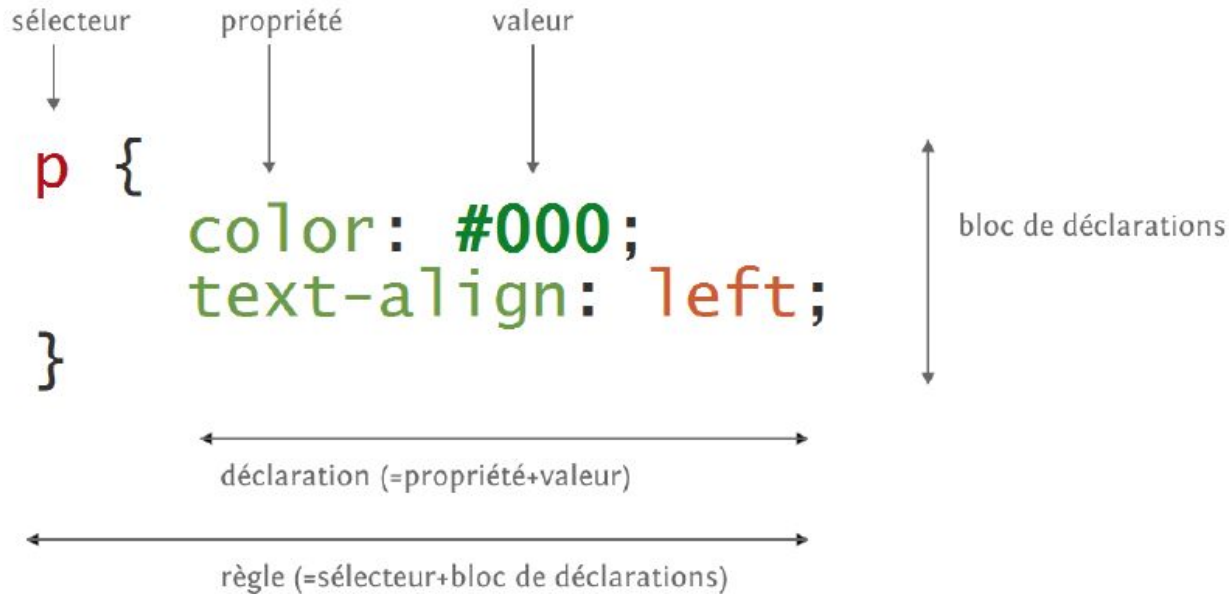 sélecteur propriété valeur
p {
color: #000;
bloc de déclarations
text-align: left;
}
déclaration (=propriété+valeur)
règle (=sélecteur+bloc de déclarations)